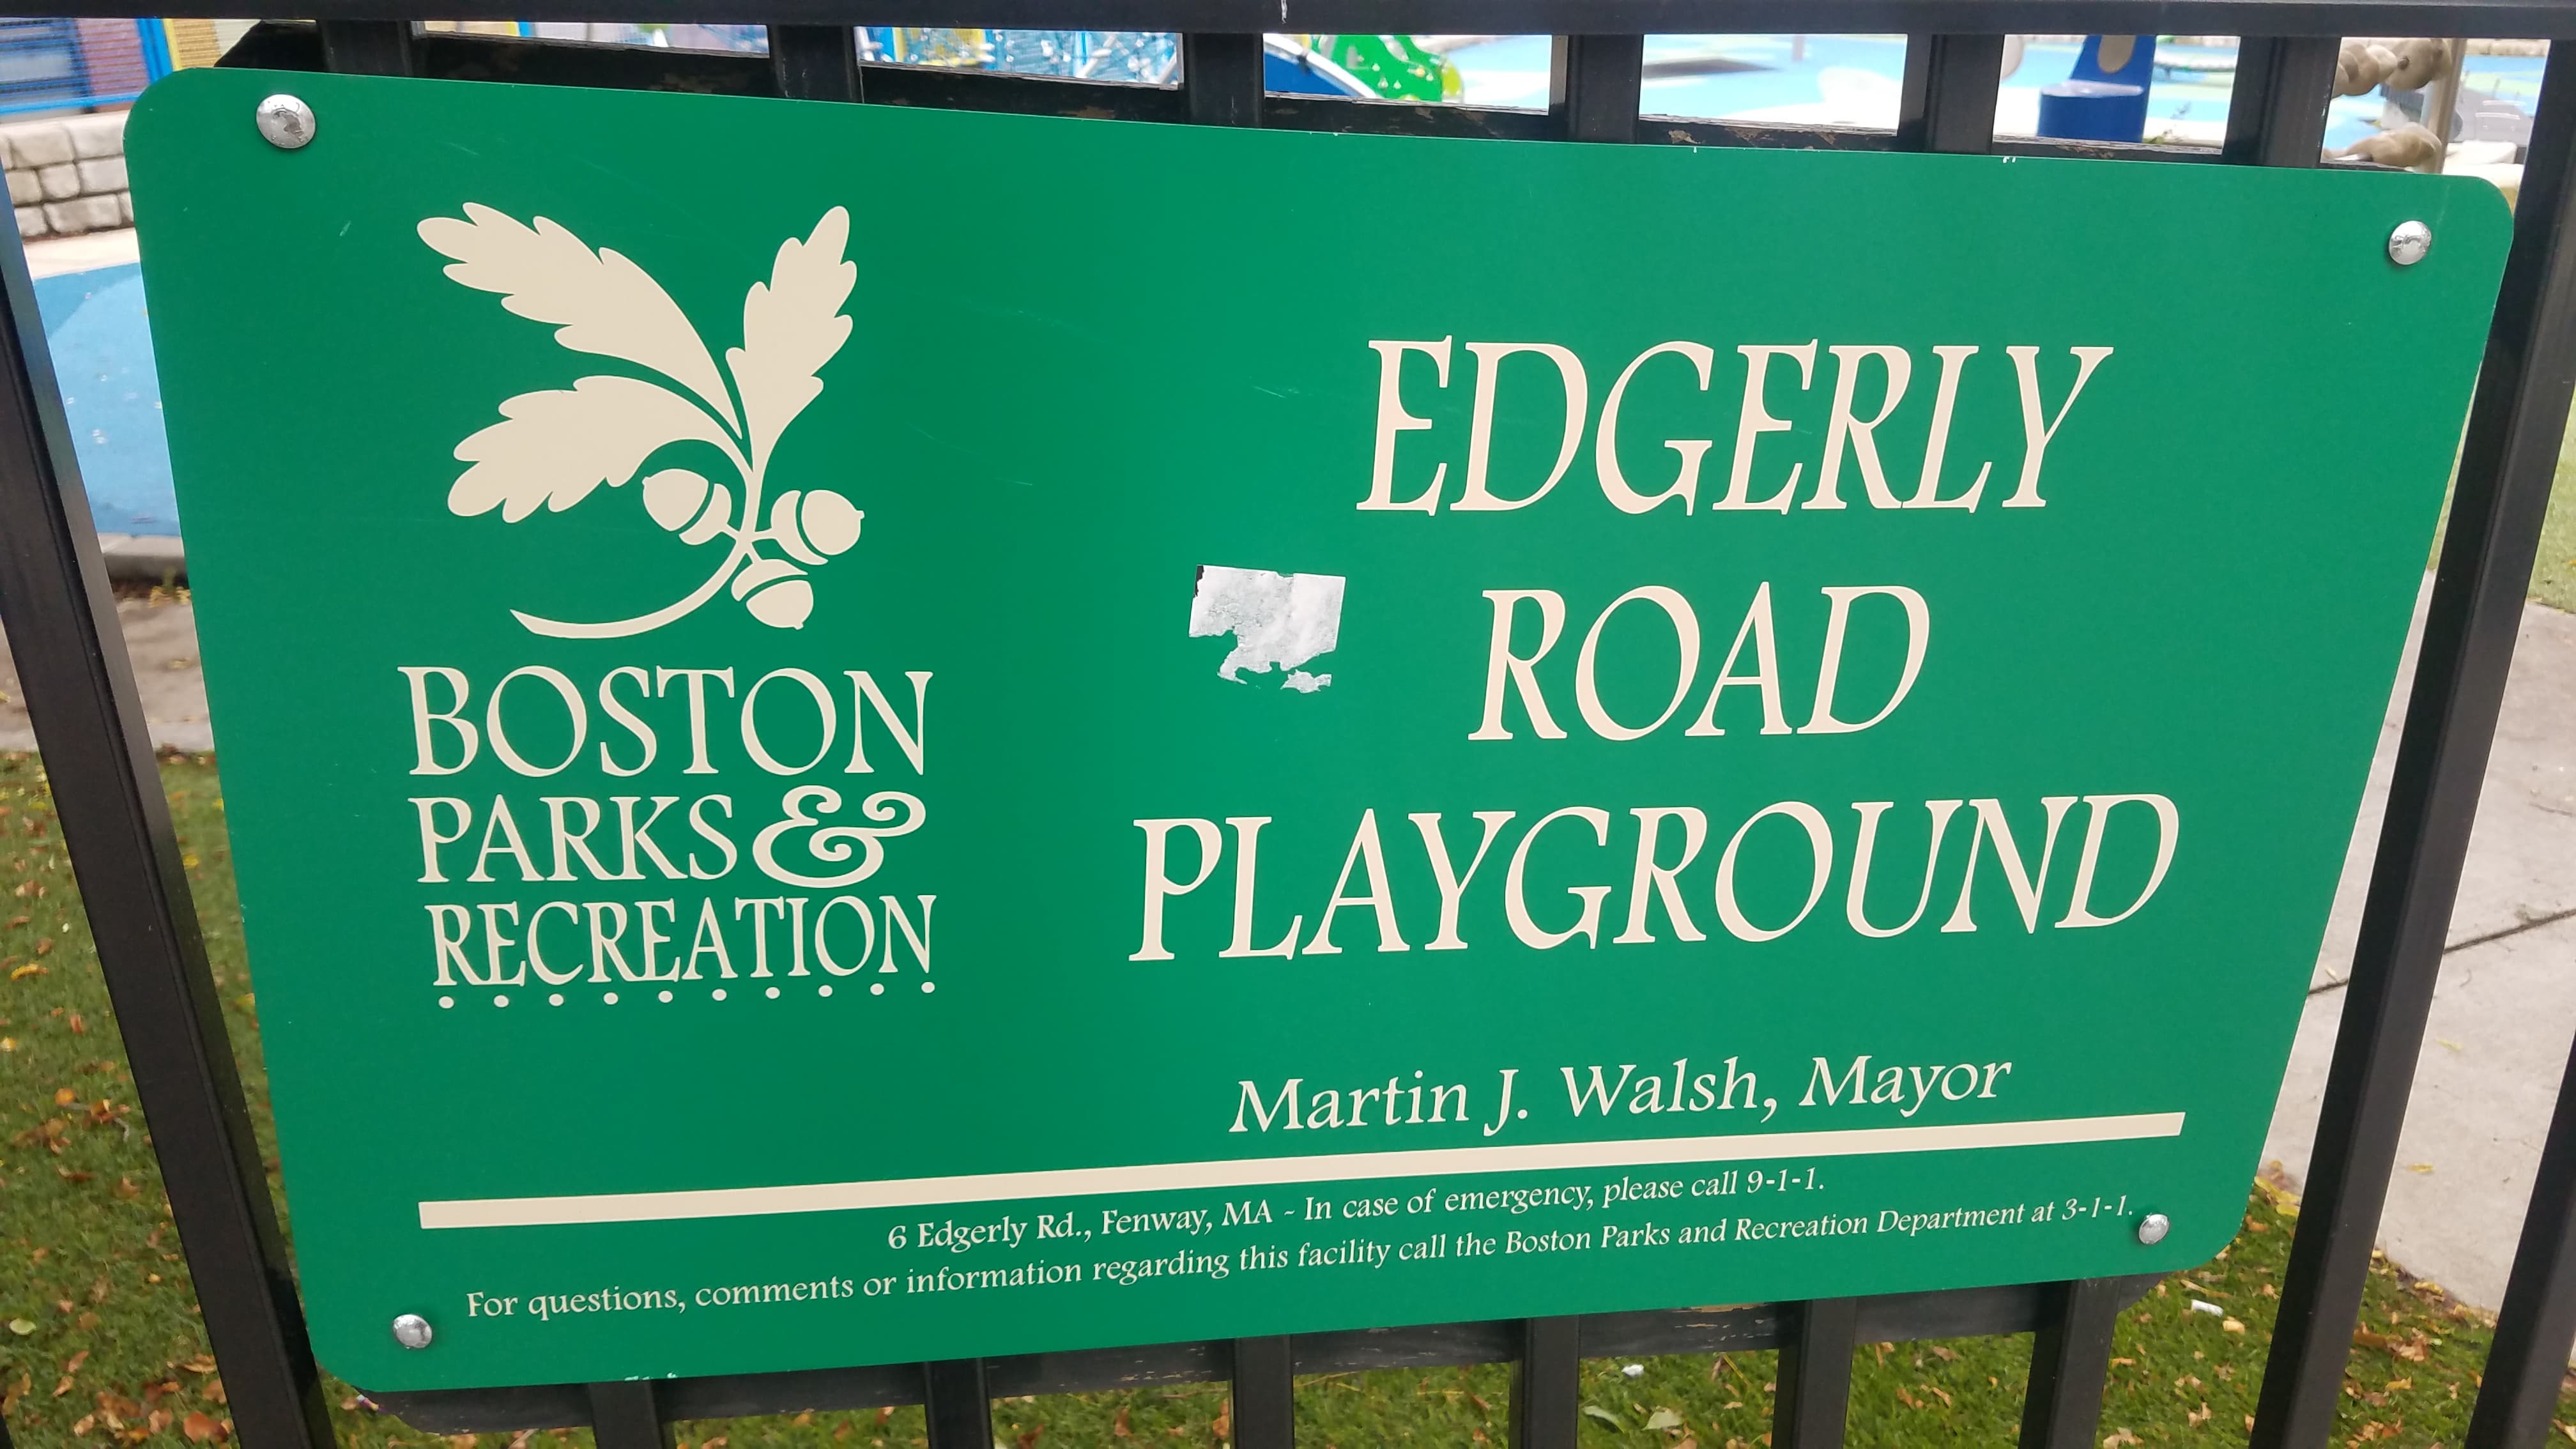 BOSTON
PARKS &
RECREATION
EDGERLY
ROAD
PLAYGROUND
Martin J. Walsh, Mayor
6 Edgerly Rd., Fenway, MA ~ In case of emergency, please call 9-1-1.
For questions, comments or information regarding this facility call the Boston Parks and Recreation Department at 3-1-1.